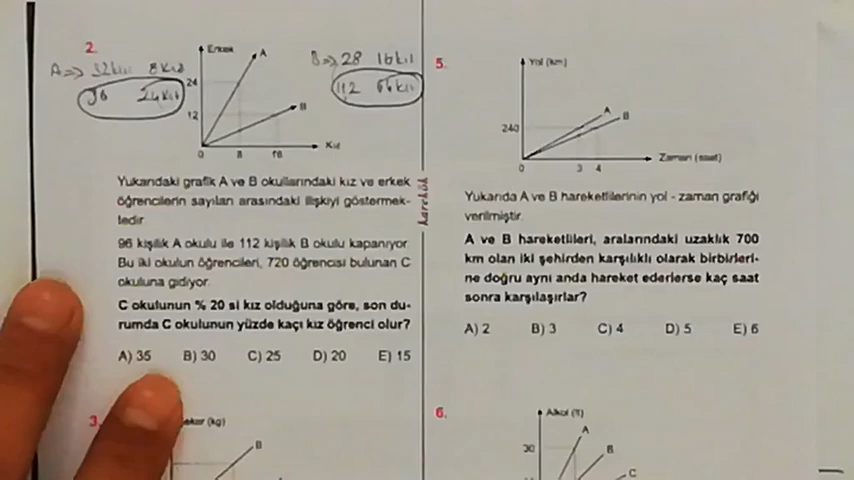 2.
Erkek
A
24
12
B
0
8
16
Kız
A => 32 kişi 8 kız
96 24 kız
B => 28 16 kız
112 64 kız
Yukarıdaki grafik A ve B okullarındaki kız ve erkek
öğrencilerin sayıları arasındaki ilişkiyi göstermek-
tedir.
96 kişilik A okulu ile 112 kişilik B okulu kapanıyor.
Bu iki okulun öğrencileri, 720 öğrencisi bulunan C
okuluna gidiyor.
C okulunun % 20 si kız olduğuna göre, son du-
rumda C okulunun yüzde kaçı kız öğrenci olur?
A) 35 B) 30 C) 25 D) 20 E) 15
3.
eker (kg)
B
karekök
5.
Yol (km)
240
A
B
0
3
4
Zaman (saat)
Yukarıda A ve B hareketlilerinin yol - zaman grafiği
verilmiştir.
A ve B hareketlileri, aralarındaki uzaklık 700
km olan iki şehirden karşılıklı olarak birbirleri-
ne doğru aynı anda hareket ederlerse kaç saat
sonra karşılaşırlar?
A) 2 B) 3 C) 4 D) 5 E) 6
6.
Alkol (lt)
30
A
B
C